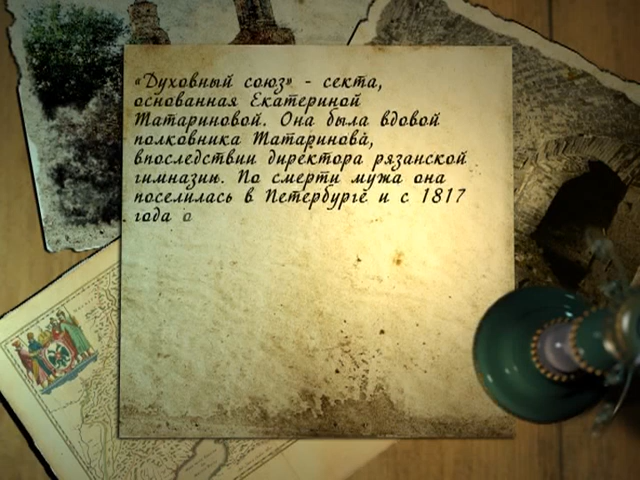 «Духовный союз» - секта,
основанная Екатериной
Татариновой. Она была вдовой
полковника Татаринова,
впоследствии директора рязанской
гимназии. По смерти мужа она
поселилась в Петербурге и с 1817
года о